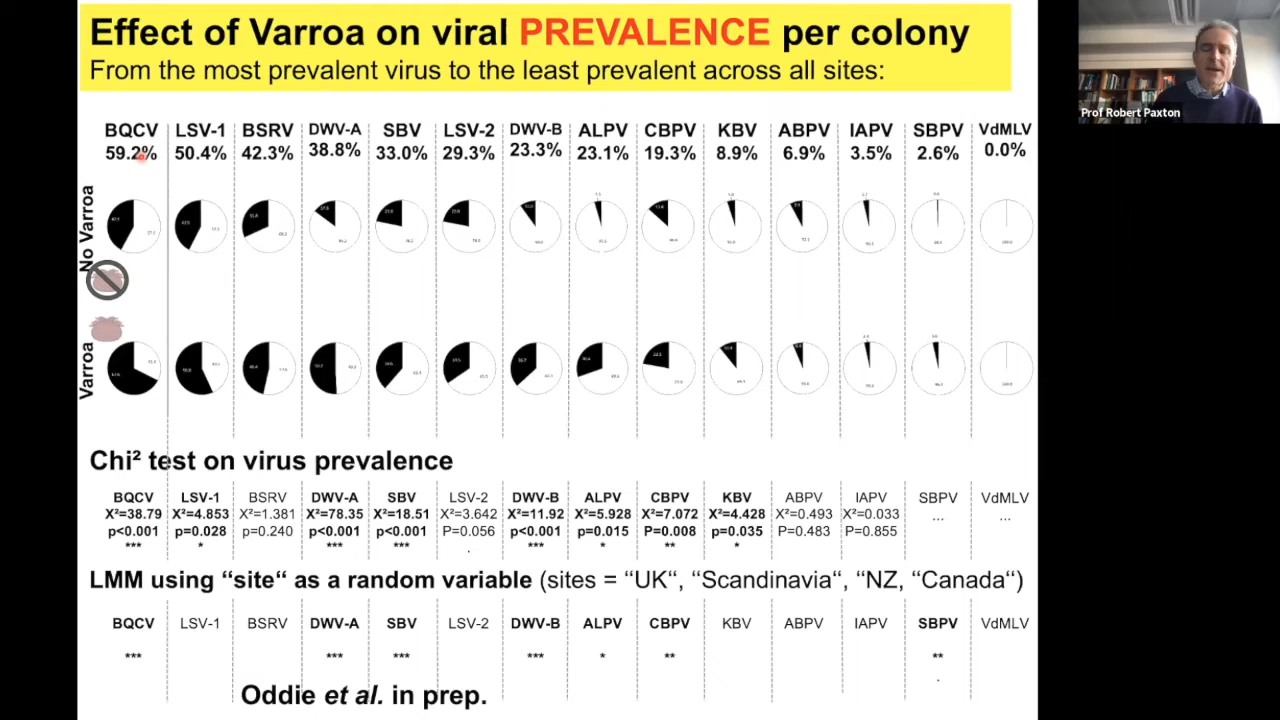 Effect of Varroa on viral PREVALENCE per colony
From the most prevalent virus to the least prevalent across all sites:
Prof Robert Paxton
BQCV LSV-1 BSRV DWV-A SBV LSV-2 DWV-B ALPV CBPV KBV ABPV IAPV SBPV VdMLV
59.2% 50.4% 42.3% 38.8% 33.0% 29.3% 23.3% 23.1% 19.3% 8.9% 6.9% 3.5% 2.6% 0.0%
No Varroa
Varroa
Chi² test on virus prevalence
BQCV LSV-1 BSRV DWV-A SBV LSV-2 DWV-B ALPV CBPV KBV ABPV IAPV SBPV VdMLV
X²=38.79 X²=4.853 X²=1.381 X²=78.35 X²=18.51 X²=3.642 X²=11.92 X²=5.928 X²=7.072 X²=4.428 X²=0.493 X²=0.033 ... ...
p<0.001 p=0.028 p=0.240 p<0.001 p<0.001 P=0.056 p<0.001 p=0.015 P=0.008 p=0.035 P=0.483 P=0.855
*** * *** *** . *** * ** *
LMM using “site“ as a random variable (sites = “UK“, “Scandinavia“, “NZ, “Canada“)
BQCV LSV-1 BSRV DWV-A SBV LSV-2 DWV-B ALPV CBPV KBV ABPV IAPV SBPV VdMLV
*** *** *** *** * ** **
.
Oddie et al. in prep.